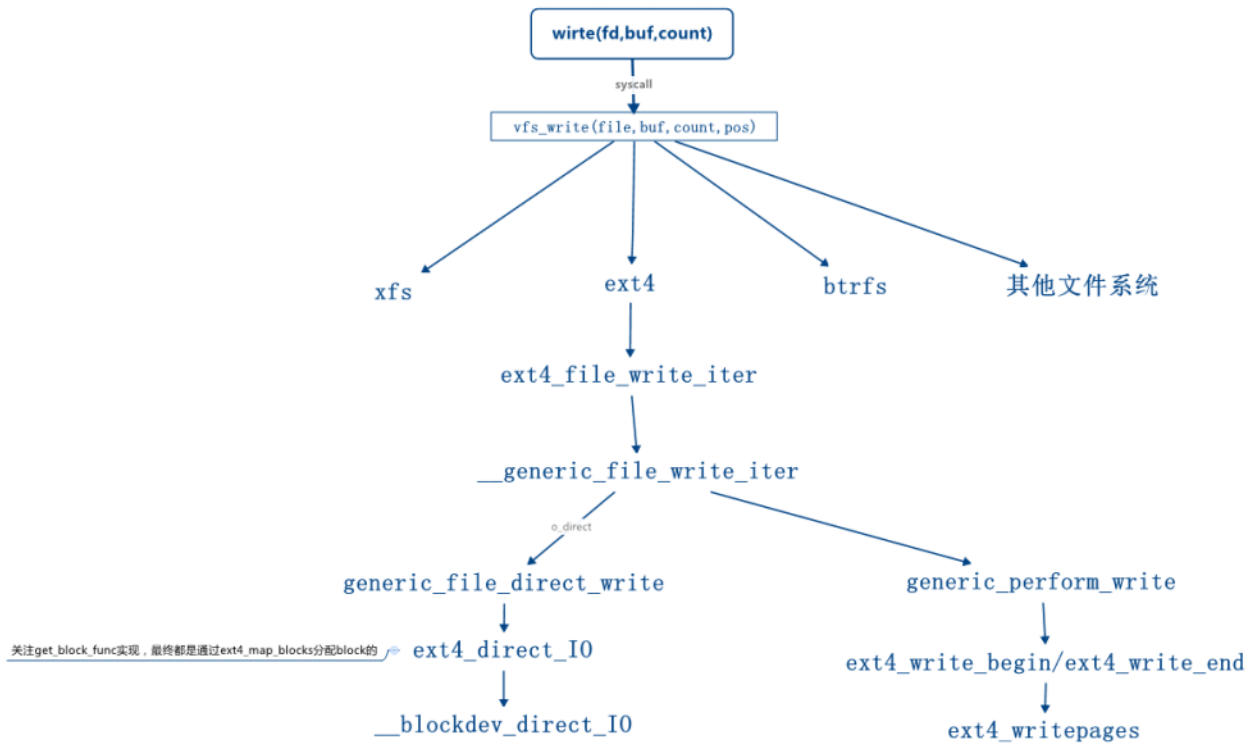 wirte(fd,buf,count)
syscall
vfs_write(file,buf,count,pos)
xfs
ext4
btrfs
其他文件系统
ext4_file_write_iter
__generic_file_write_iter
o_direct
generic_file_direct_write
generic_perform_write
关注get_block_func实现，最终都是通过ext4_map_blocks分配block的
ext4_direct_IO
ext4_write_begin/ext4_write_end
__blockdev_direct_IO
ext4_writepages